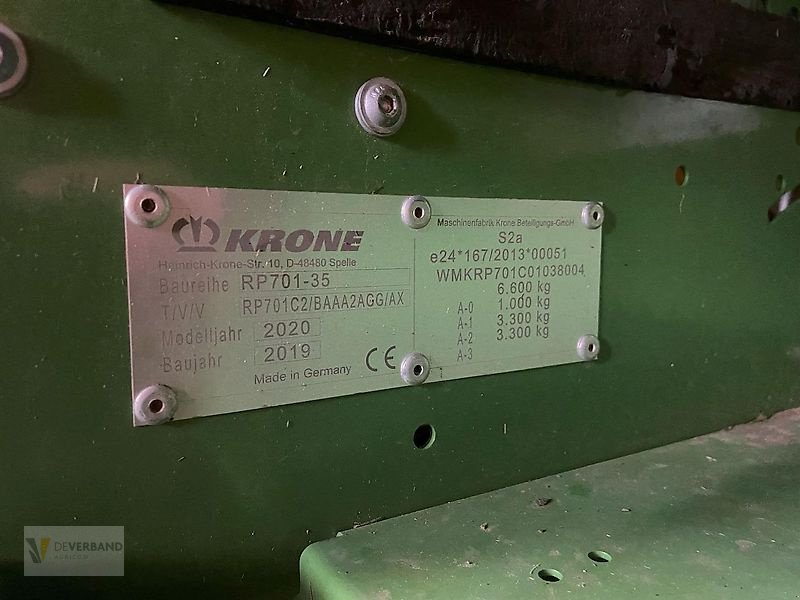 KRONE
Heinrich-Krone-Str. 10, D-48480 Spelle
Baureihe RP701-35
T/V/V RP701C2/BAAA2AGG/AX
Modelljahr 2020
Baujahr 2019
Made in Germany CE
Maschinenfabrik Krone Beteiligungs-GmbH
S2a
e24*167/2013*00051
WMKRP701C01038004
6.600 kg
A-0 1.000 kg
A-1 3.300 kg
A-2 3.300 kg
A-3
DEVERBAND
AGRICOM